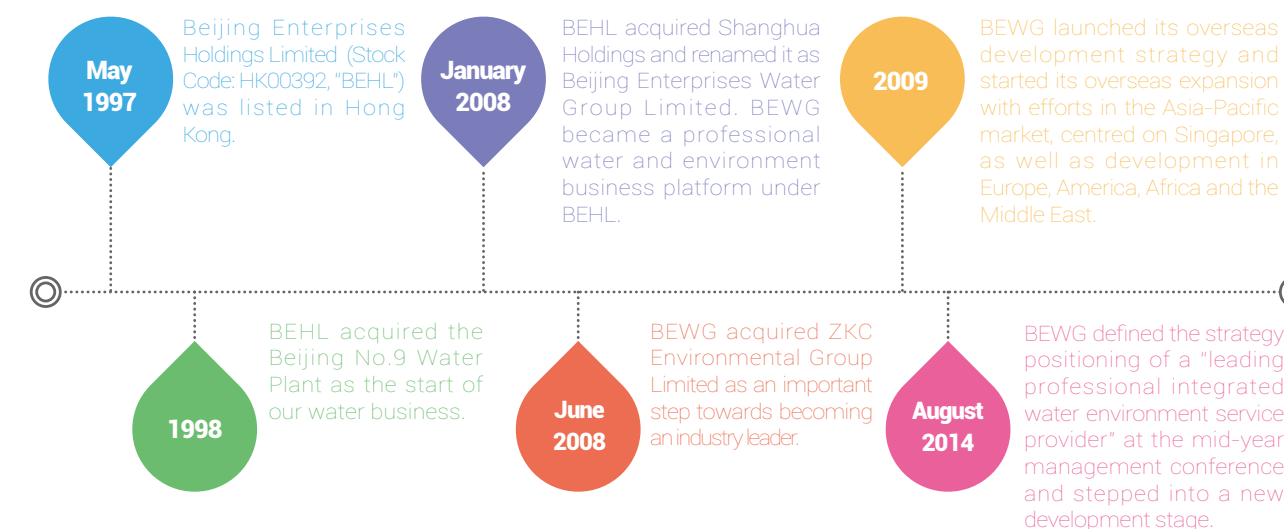 May
1997
Beijing Enterprises
Holdings Limited (Stock
Code: HK00392, "BEHL")
was listed in Hong
Kong.
January
2008
BEHL acquired Shanghua
Holdings and renamed it as
Beijing Enterprises Water
Group Limited. BEWG
became a professional
water and environment
business platform under
BEHL.
2009
BEWG launched its overseas
development strategy and
started its overseas expansion
with efforts in the Asia-Pacific
market, centred on Singapore,
as well as development in
Europe, America, Africa and the
Middle East.
1998
BEHL acquired the
Beijing No.9 Water
Plant as the start of
our water business.
June
2008
BEWG acquired ZKC
Environmental Group
Limited as an important
step towards becoming
an industry leader.
August
2014
BEWG defined the strategy
positioning of a "leading
professional integrated
water environment service
provider" at the mid-year
management conference
and stepped into a new
development stage.